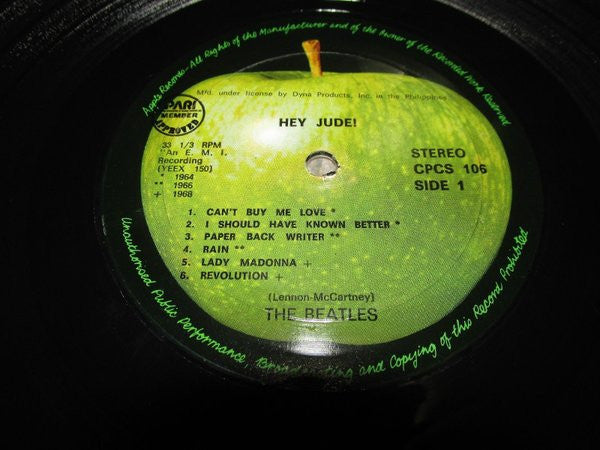 Apple Records-All Rights of the Manufacturer and of the Owner of the Recorded Work Reserved
Mfd. under license by Dyna Products, Inc. in the Philippines
PARI
MEMBER
APPROVED
HEY JUDE!
33 1/3 RPM
"An E. M. I.
Recording
(YEEX 150)
* 1964
** 1966
+ 1968
STEREO
CPCS 106
SIDE 1
1. CAN'T BUY ME LOVE *
2. I SHOULD HAVE KNOWN BETTER *
3. PAPER BACK WRITER **
4. RAIN **
5. LADY MADONNA +
6. REVOLUTION +
(Lennon-McCartney)
THE BEATLES
Unauthorised Public Performance, Broadcasting and Copying of this Record Prohibited